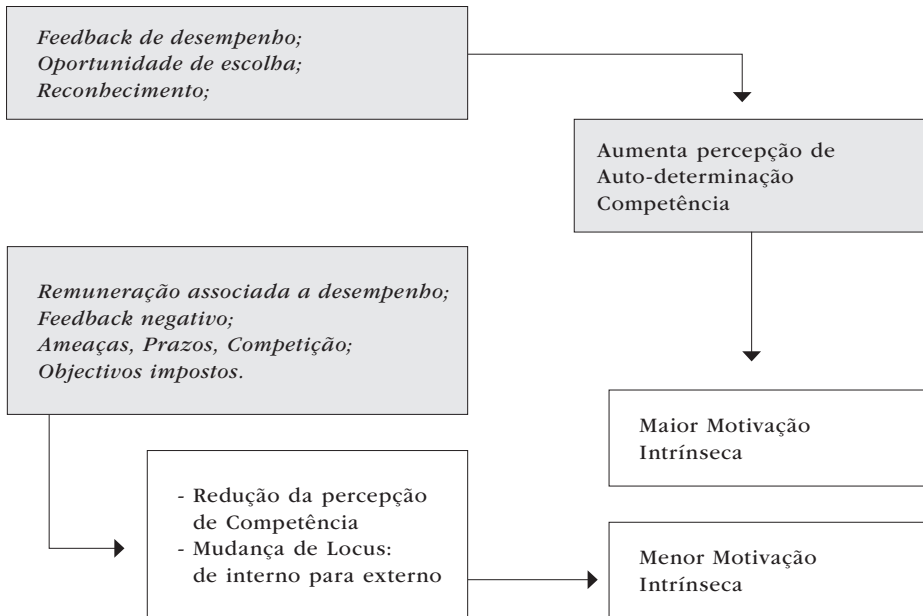 Feedback de desempenho;
Oportunidade de escolha;
Reconhecimento;
Aumenta percepção de
Auto-determinação
Competência
Remuneração associada a desempenho;
Feedback negativo;
Ameaças, Prazos, Competição;
Objectivos impostos.
Maior Motivação
Intrínseca
- Redução da percepção
de Competência
- Mudança de Locus:
de interno para externo
Menor Motivação
Intrínseca